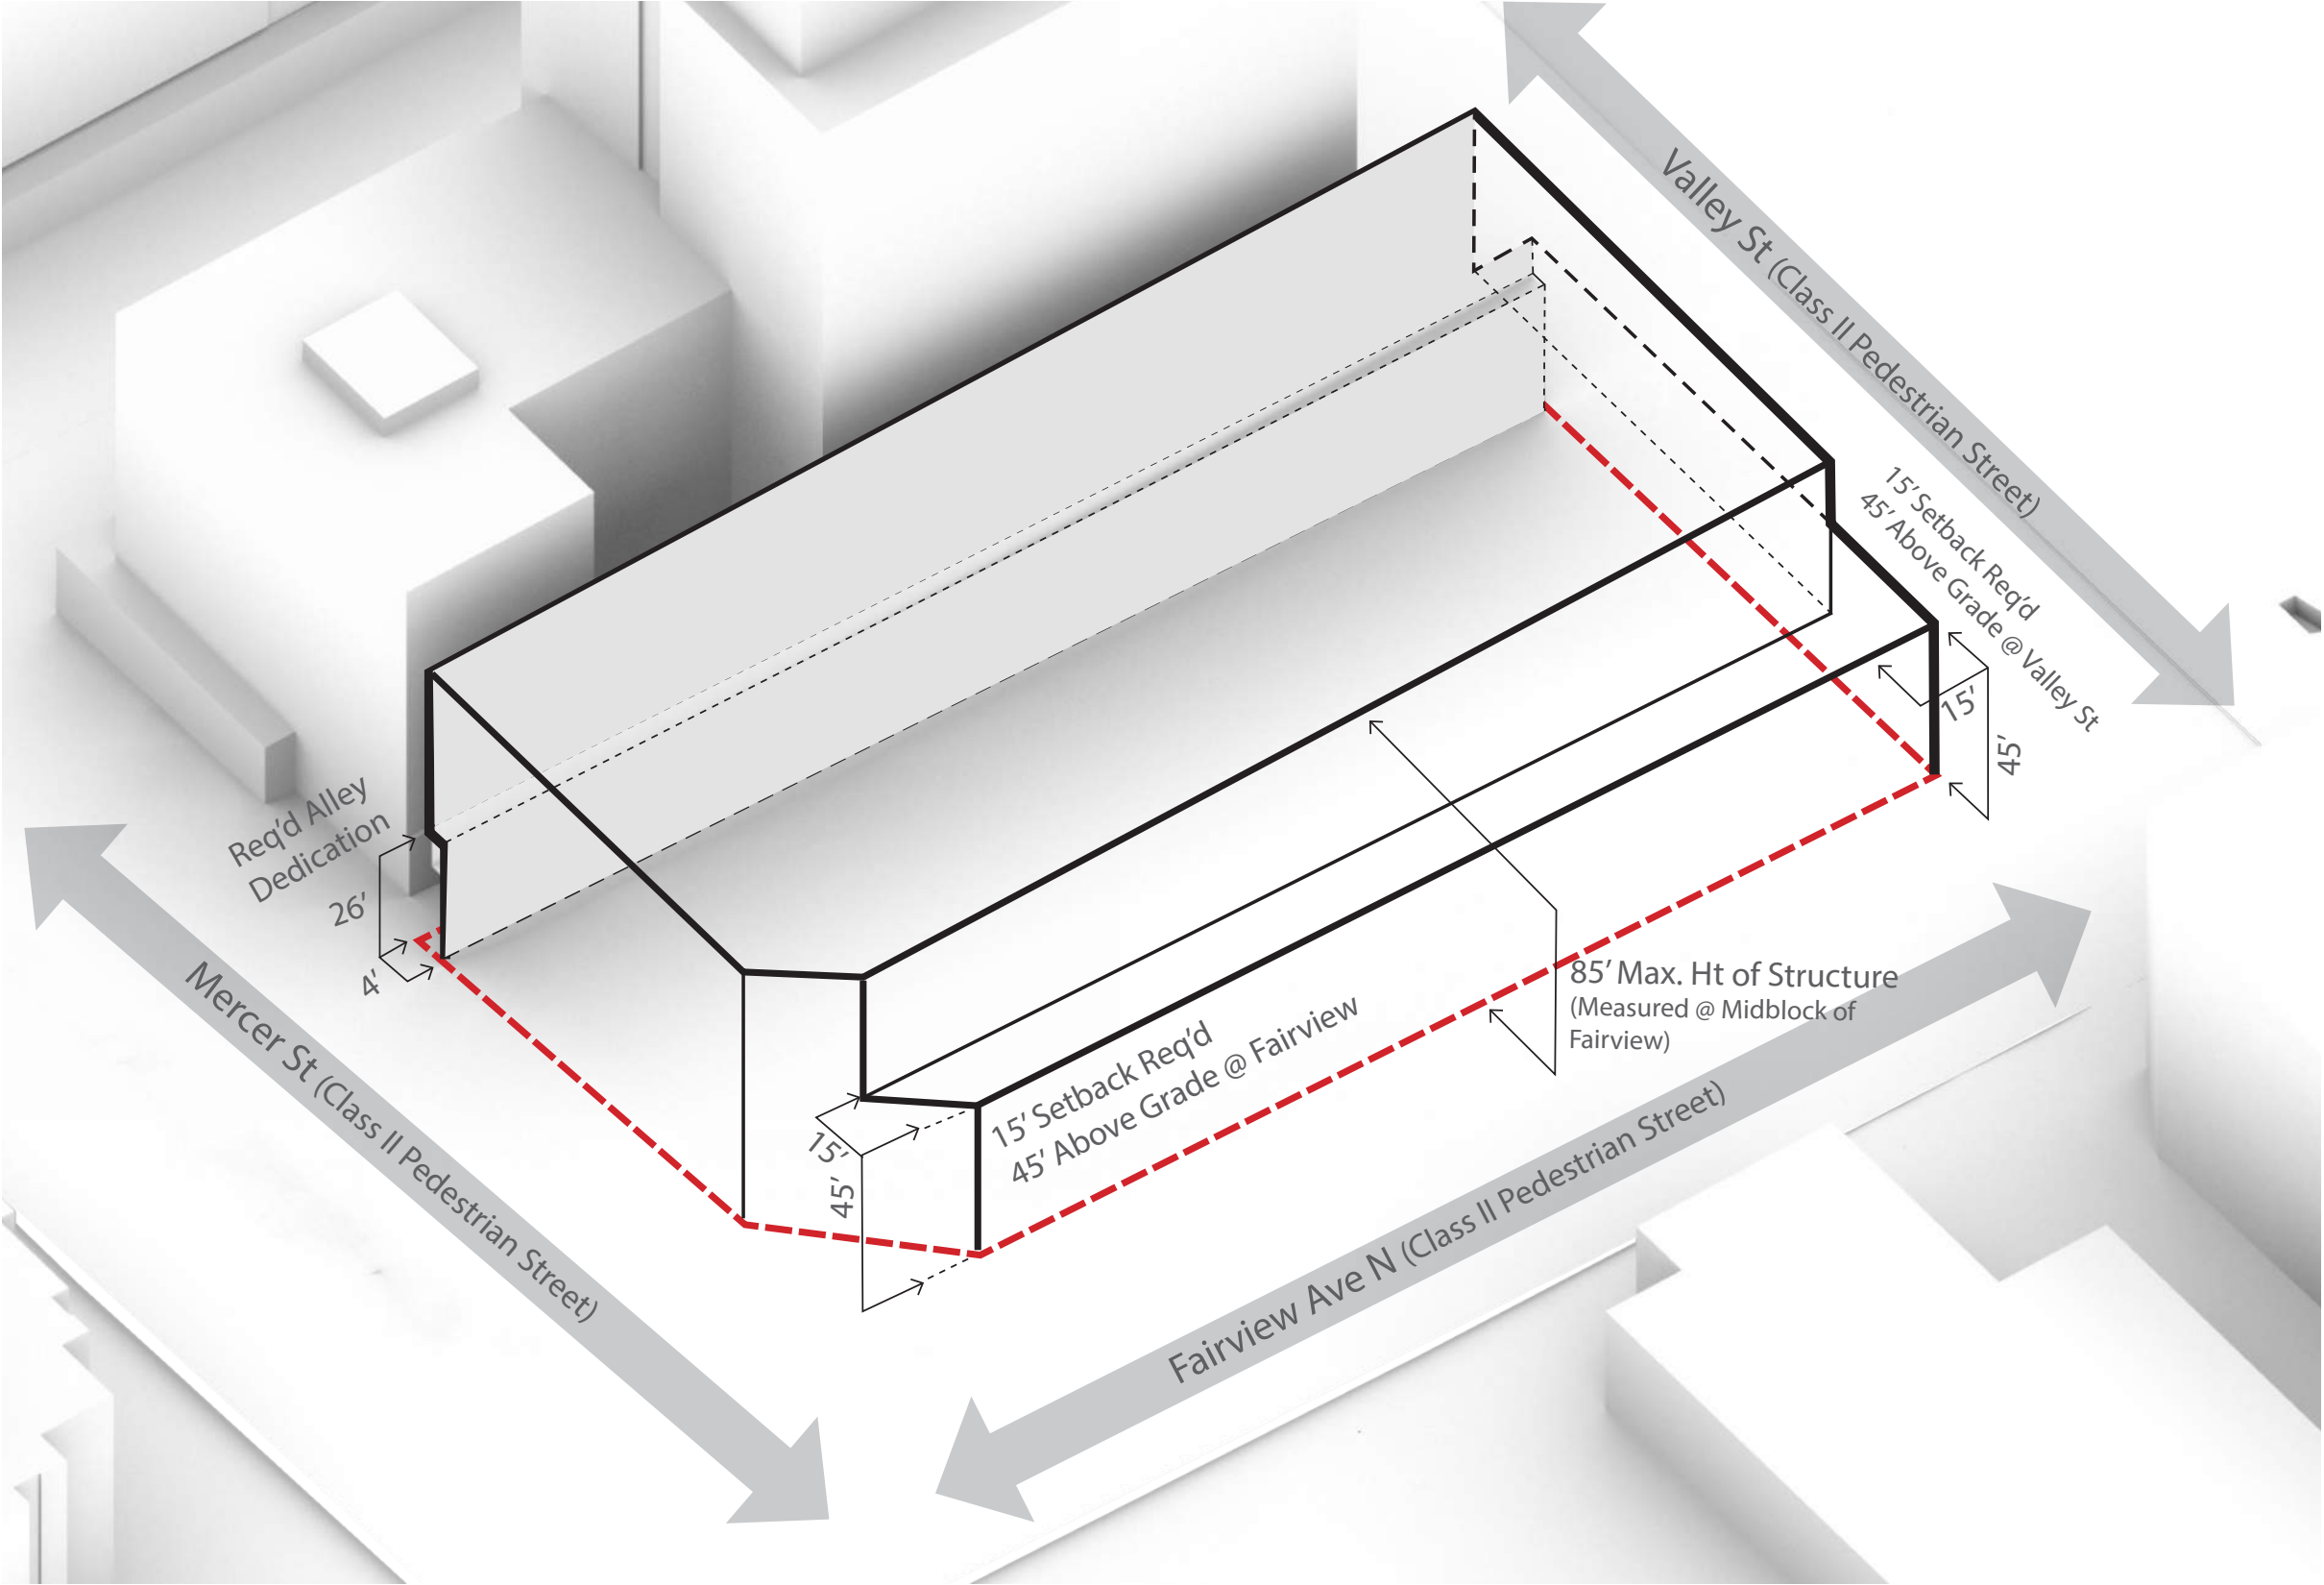 Valley St (Class II Pedestrian Street)
15' Setback Req'd
45' Above Grade @ Valley St
15'
45'
Req'd Alley
Dedication
26'
4'
Mercer St (Class II Pedestrian Street)
85' Max. Ht of Structure
(Measured @ Midblock of
Fairview)
15' Setback Req'd
45' Above Grade @ Fairview
15'
45'
Fairview Ave N (Class II Pedestrian Street)